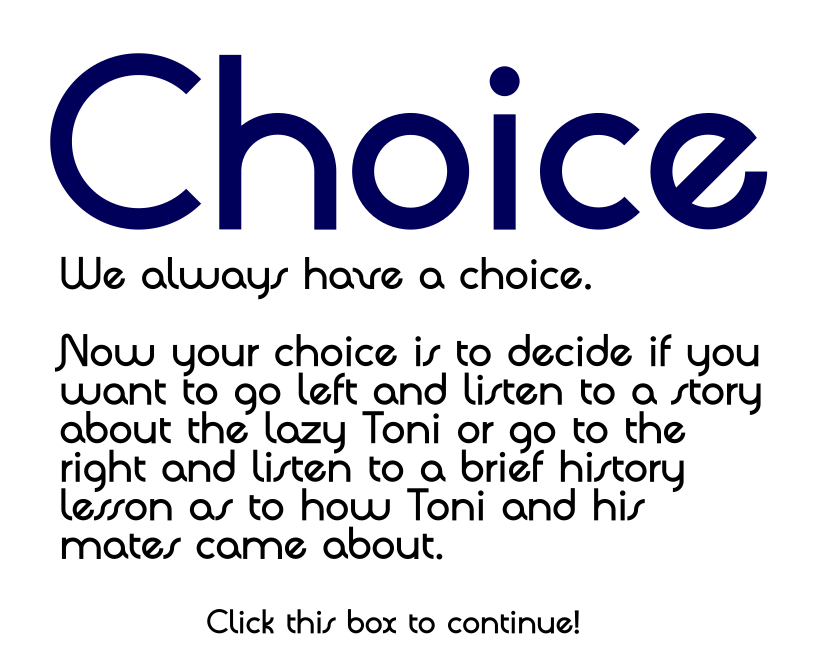 Choice
We always have a choice.
Now your choice is to decide if you
want to go left and listen to a story
about the lazy Toni or go to the
right and listen to a brief history
lesson as to how Toni and his
mates came about.
Click this box to continue!